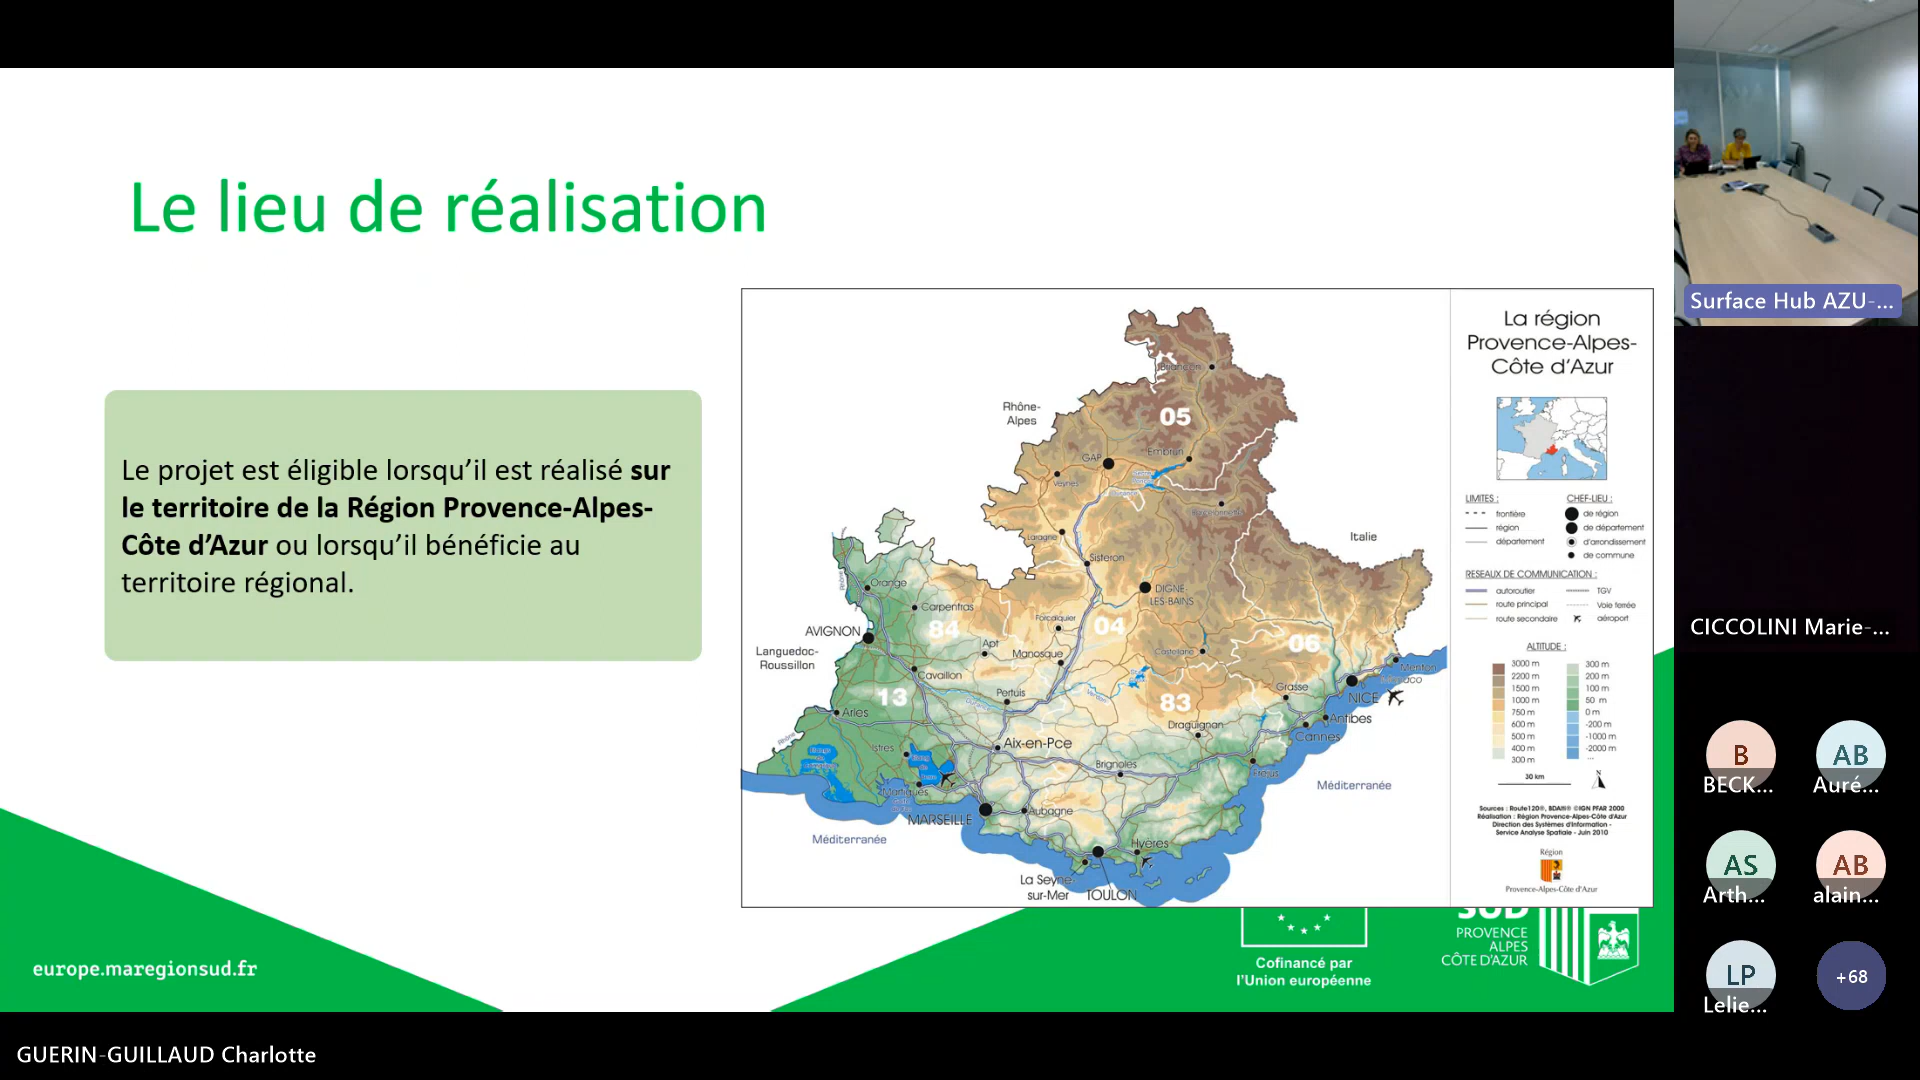 Le lieu de réalisation
Le projet est éligible lorsqu'il est réalisé sur
le territoire de la Région Provence-Alpes-
Côte d'Azur ou lorsqu'il bénéficie au
territoire régional.
Rhône-
Alpes
Briançon
05
GAP
Embrun
Veynes
Barcelonnette
Laragne
Sisteron
Italie
Orange
DIGNE-
LES-BAINS
Carpentras
Forcalquier
84
04
AVIGNON
06
Languedoc-
Roussillon
Apt
Manosque
Castellane
Menton
Monaco
Cavaillon
13
Pertuis
83
Grasse
NICE
Arles
Draguignan
Antibes
Cannes
Istres
Aix-en-Pce
Brignoles
Fréjus
Martigues
Méditerranée
MARSEILLE
Aubagne
Méditerranée
Hyères
La Seyne-
sur-Mer
TOULON
La région
Provence-Alpes-
Côte d'Azur
LIMITES :
frontière
région
département
CHEF-LIEU :
de région
de département
d'arrondissement
de commune
RESEAUX DE COMMUNICATION :
autoroutier
route principal
route secondaire
TGV
Voie ferrée
aéroport
ALTITUDE :
3000 m
2200 m
1500 m
1000 m
750 m
600 m
500 m
400 m
300 m
300 m
200 m
100 m
50 m
0 m
-200 m
-1000 m
-2000 m
...
30 km
N
Sources : Route120®, BDAlti® ©IGN PFAR 2000
Réalisation : Région Provence-Alpes-Côte d'Azur
Direction des Systèmes d'Information -
Service Analyse Spatiale - Juin 2010
Région
Provence-Alpes-Côte d'Azur
europe.maregionsud.fr
Cofinancé par
l'Union européenne
SUD
PROVENCE
ALPES
CÔTE D'AZUR
GUERIN-GUILLAUD Charlotte
Surface Hub AZU-...
CICCOLINI Marie-...
B
BECK...
AB
Auré...
AS
Arth...
AB
alain...
LP
Lelie...
+68